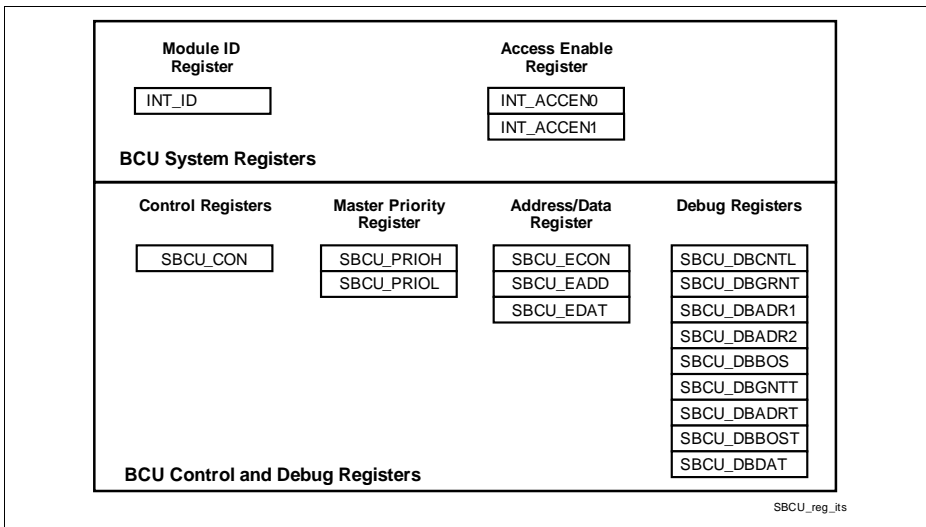 Module ID
Register
INT_ID
Access Enable
Register
INT_ACCEN0
INT_ACCEN1
BCU System Registers
Control Registers
SBCU_CON
Master Priority
Register
SBCU_PRIOH
SBCU_PRIOL
Address/Data
Register
SBCU_ECON
SBCU_EADD
SBCU_EDAT
Debug Registers
SBCU_DBCNTL
SBCU_DBGRNT
SBCU_DBADR1
SBCU_DBADR2
SBCU_DBBOS
SBCU_DBGNTT
SBCU_DBADRT
SBCU_DBBOST
SBCU_DBDAT
BCU Control and Debug Registers
SBCU_reg_its